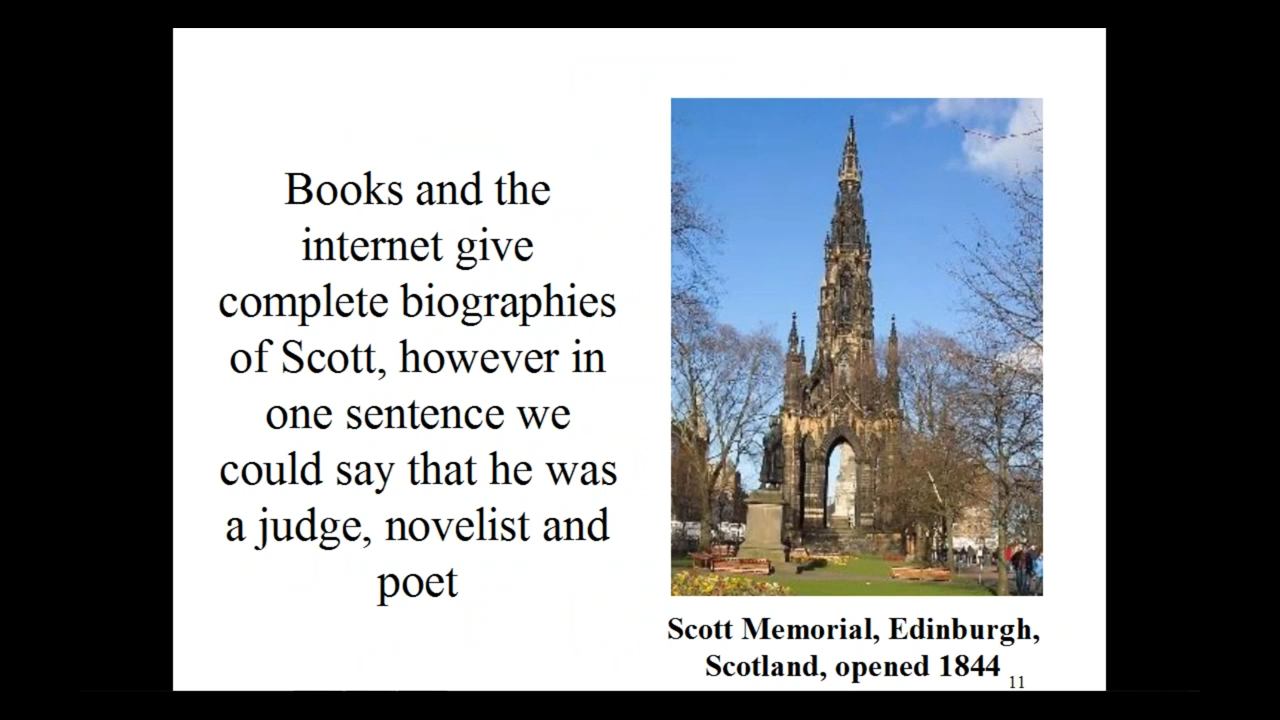 Books and the
internet give
complete biographies
of Scott, however in
one sentence we
could say that he was
a judge, novelist and
poet
Scott Memorial, Edinburgh,
Scotland, opened 1844
11